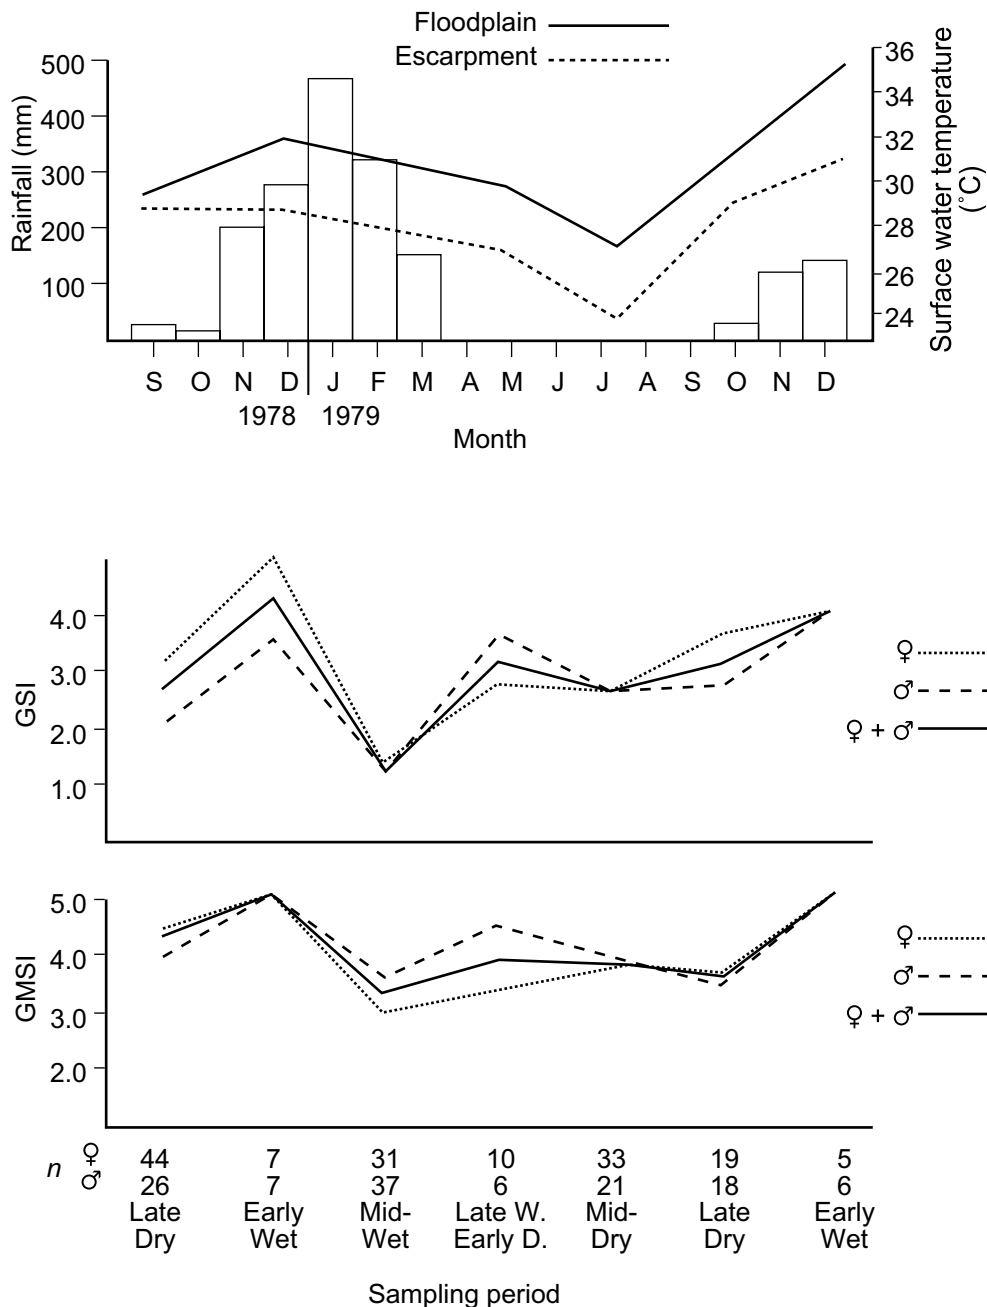 Floodplain
Escarpment
Rainfall (mm)
500
400
300
200
100
Surface water temperature (˚C)
36
34
32
30
28
26
24
S O N D J F M A M J J A S O N D
1978 1979
Month
GSI
4.0
3.0
2.0
1.0
♀
♂
♀ + ♂
GMSI
5.0
4.0
3.0
2.0
♀
♂
♀ + ♂
n ♀ 44 7 31 10 33 19 5
♂ 26 7 37 6 21 18 6
Late Early Mid- Late W. Mid- Late Early
Dry Wet Wet Early D. Dry Dry Wet
Sampling period